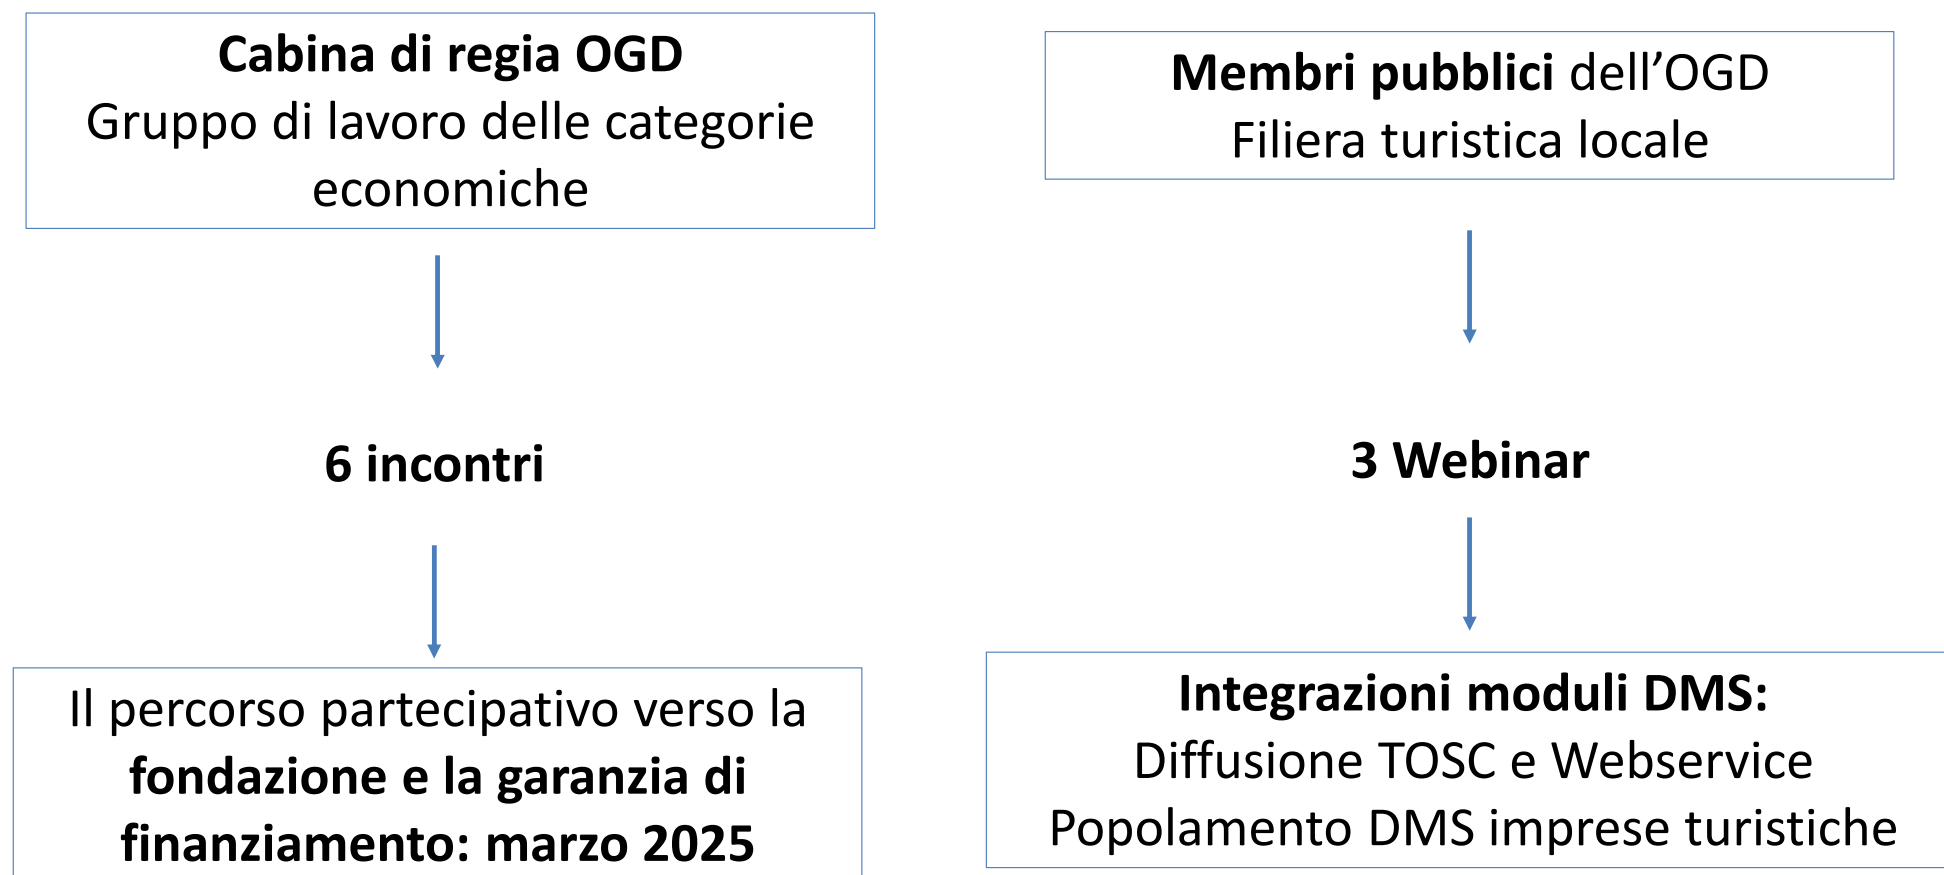 Cabina di regia OGD
Gruppo di lavoro delle categorie
economiche
6 incontri
Il percorso partecipativo verso la
fondazione e la garanzia di
finanziamento: marzo 2025
Membri pubblici dell’OGD
Filiera turistica locale
3 Webinar
Integrazioni moduli DMS:
Diffusione TOSC e Webservice
Popolamento DMS imprese turistiche